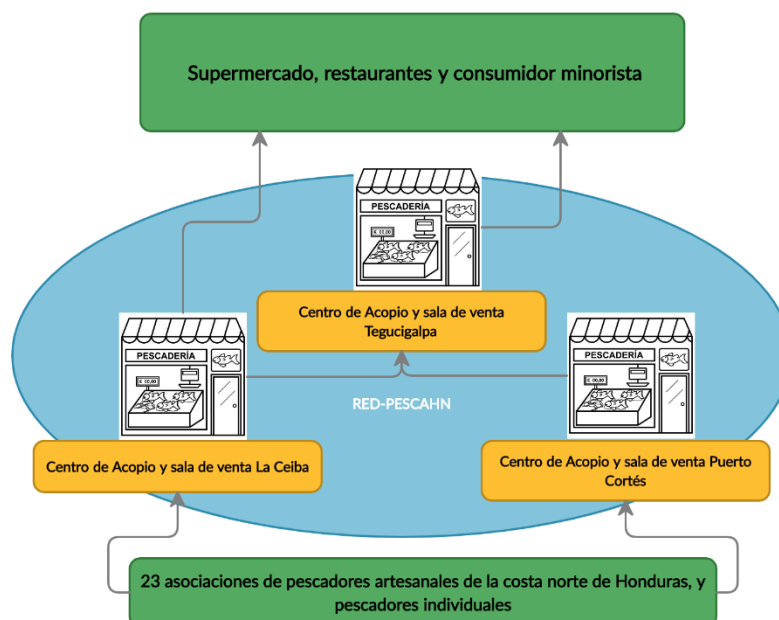 Supermercado, restaurantes y consumidor minorista
PESCADERÍA
Centro de Acopio y sala de venta
Tegucigalpa
PESCADERÍA
PESCADERÍA
RED-PESCAHN
Centro de Acopio y sala de venta La Ceiba
Centro de Acopio y sala de venta Puerto
Cortés
23 asociaciones de pescadores artesanales de la costa norte de Honduras, y
pescadores individuales